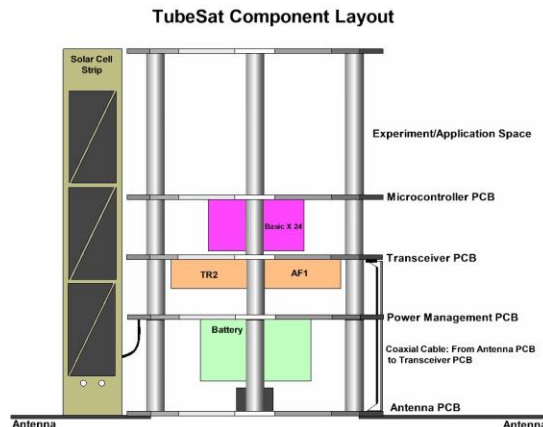 TubeSat Component Layout
Solar Cell
Strip
Experiment/Application Space
Microcontroller PCB
Basic X 24
Transceiver PCB
TR2
AF1
Power Management PCB
Battery
Coaxial Cable: From Antenna PCB
to Transceiver PCB
Antenna PCB
Antenna
Antenna